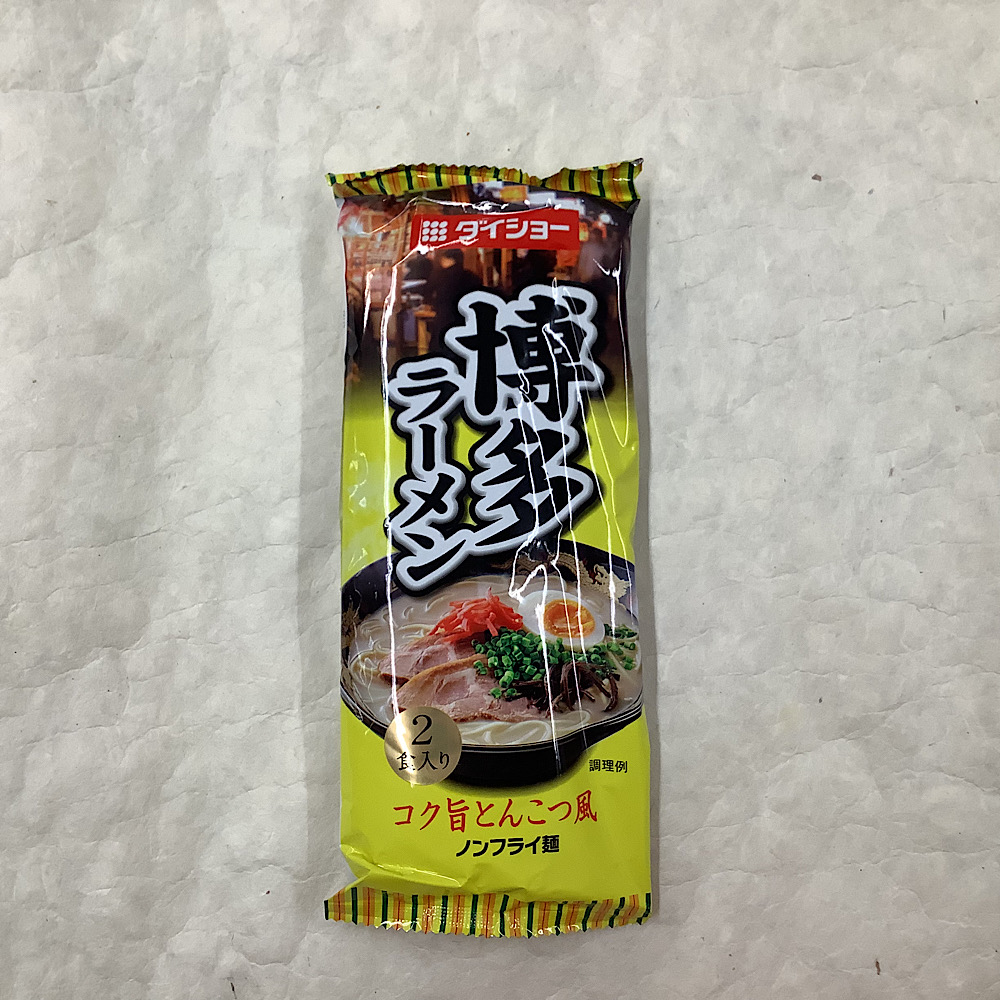 ダイショー
博多
ラーメン
2
食入り
調理例
コク旨とんこつ風
ノンフライ麺